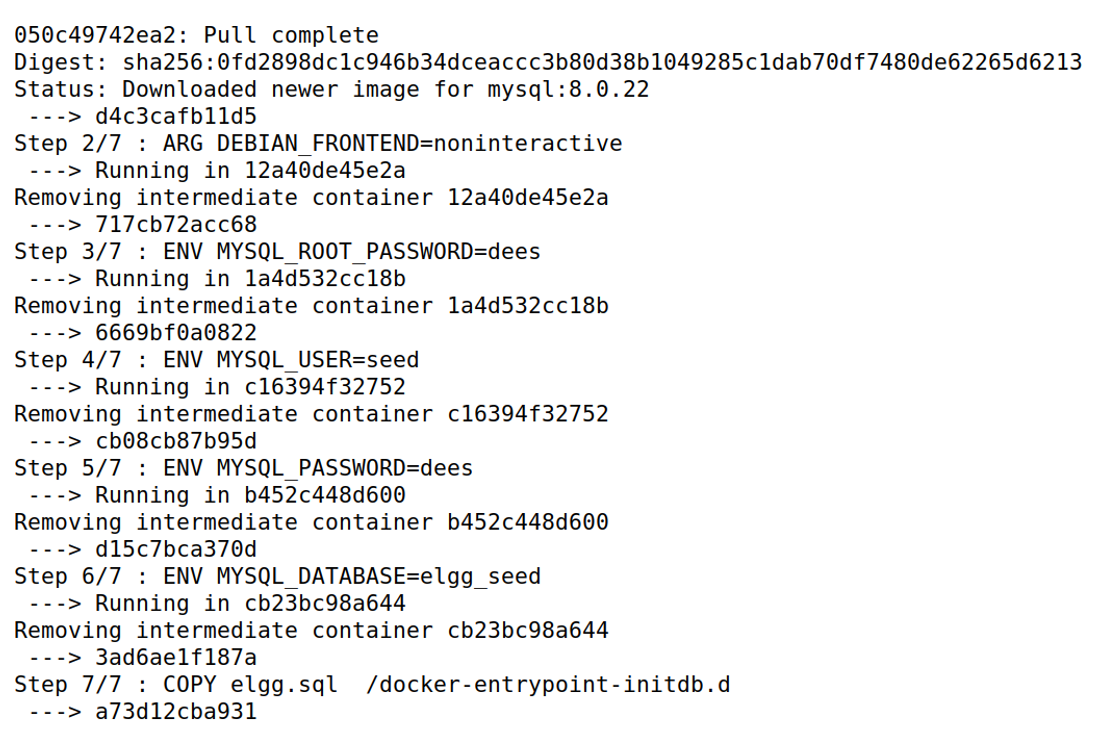 050c49742ea2: Pull complete
Digest: sha256:0fd2898dc1c946b34dceaccc3b80d38b1049285c1dab70df7480de62265d6213
Status: Downloaded newer image for mysql:8.0.22
 ---> d4c3cafb11d5
Step 2/7 : ARG DEBIAN_FRONTEND=noninteractive
 ---> Running in 12a40de45e2a
Removing intermediate container 12a40de45e2a
 ---> 717cb72acc68
Step 3/7 : ENV MYSQL_ROOT_PASSWORD=dees
 ---> Running in 1a4d532cc18b
Removing intermediate container 1a4d532cc18b
 ---> 6669bf0a0822
Step 4/7 : ENV MYSQL_USER=seed
 ---> Running in c16394f32752
Removing intermediate container c16394f32752
 ---> cb08cb87b95d
Step 5/7 : ENV MYSQL_PASSWORD=dees
 ---> Running in b452c448d600
Removing intermediate container b452c448d600
 ---> d15c7bca370d
Step 6/7 : ENV MYSQL_DATABASE=elgg_seed
 ---> Running in cb23bc98a644
Removing intermediate container cb23bc98a644
 ---> 3ad6ae1f187a
Step 7/7 : COPY elgg.sql  /docker-entrypoint-initdb.d
 ---> a73d12cba931